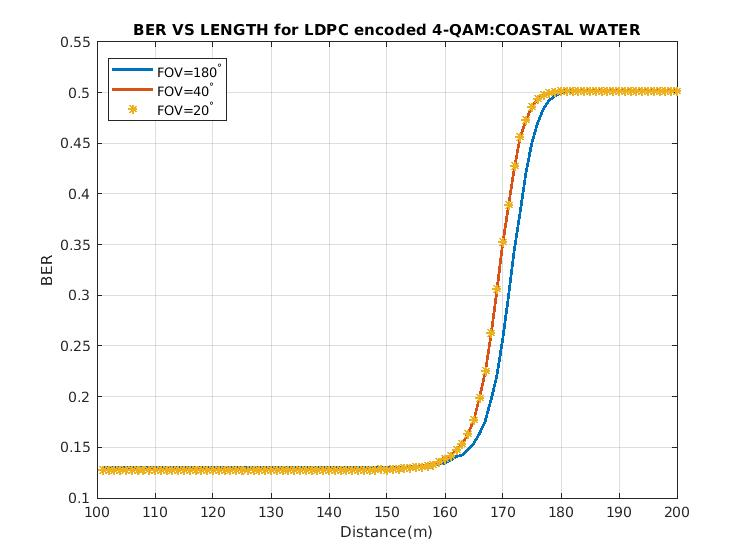 BER VS LENGTH for LDPC encoded 4-QAM:COASTAL WATER
0.55
0.5
0.45
0.4
0.35
0.3
0.25
0.2
0.15
0.1
BER
FOV=180°
FOV=40°
FOV=20°
100 110 120 130 140 150 160 170 180 190 200
Distance(m)